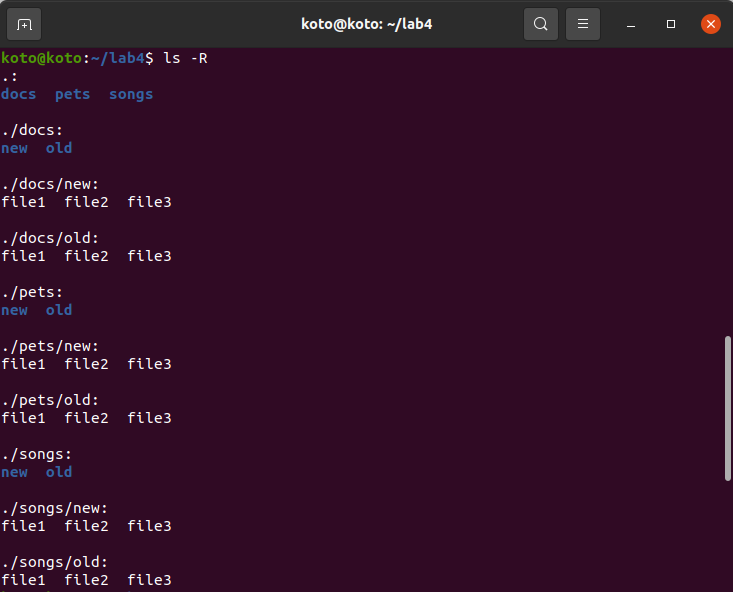 koto@koto: ~/lab4
koto@koto:~/lab4$ ls -R
.:
docs  pets  songs
./docs:
new  old
./docs/new:
file1  file2  file3
./docs/old:
file1  file2  file3
./pets:
new  old
./pets/new:
file1  file2  file3
./pets/old:
file1  file2  file3
./songs:
new  old
./songs/new:
file1  file2  file3
./songs/old:
file1  file2  file3